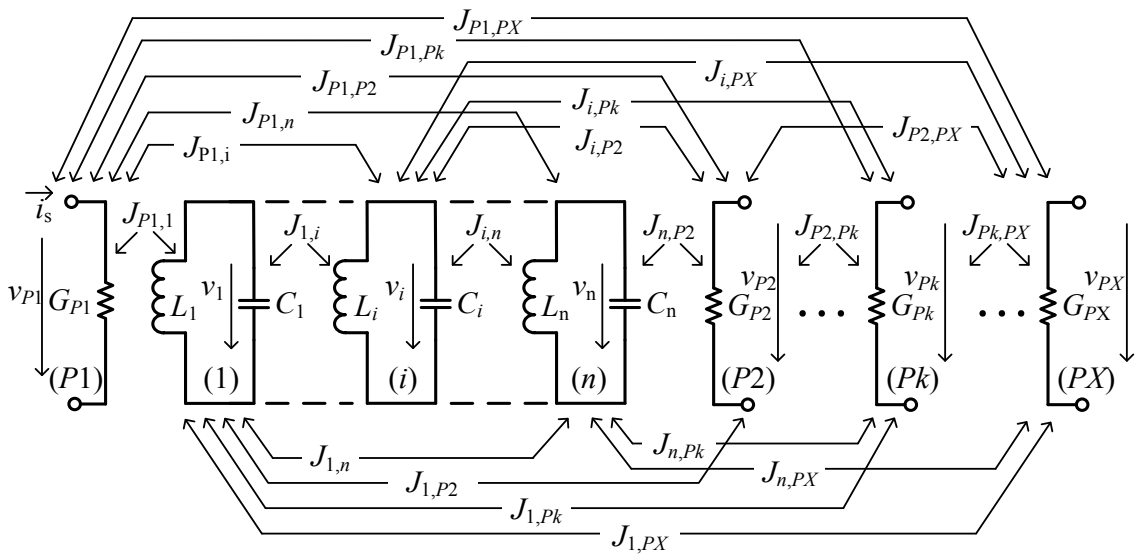 J_{P1,PX}
J_{P1,Pk}
J_{P1,P2} J_{i,PX}
J_{P1,n} J_{i,Pk}
J_{P1,i} J_{i,P2} J_{P2,PX}
i_s J_{P1,1} J_{1,i} J_{i,n} J_{n,P2} J_{P2,Pk} J_{Pk,PX}
v_{P1} G_{P1} L_1 v_1 C_1 L_i v_i C_i L_n v_n C_n v_{P2} G_{P2} ... v_{Pk} G_{Pk} ... v_{PX} G_{PX}
(P1) (1) (i) (n) (P2) (Pk) (PX)
J_{1,n} J_{n,Pk}
J_{1,P2} J_{n,PX}
J_{1,Pk}
J_{1,PX}